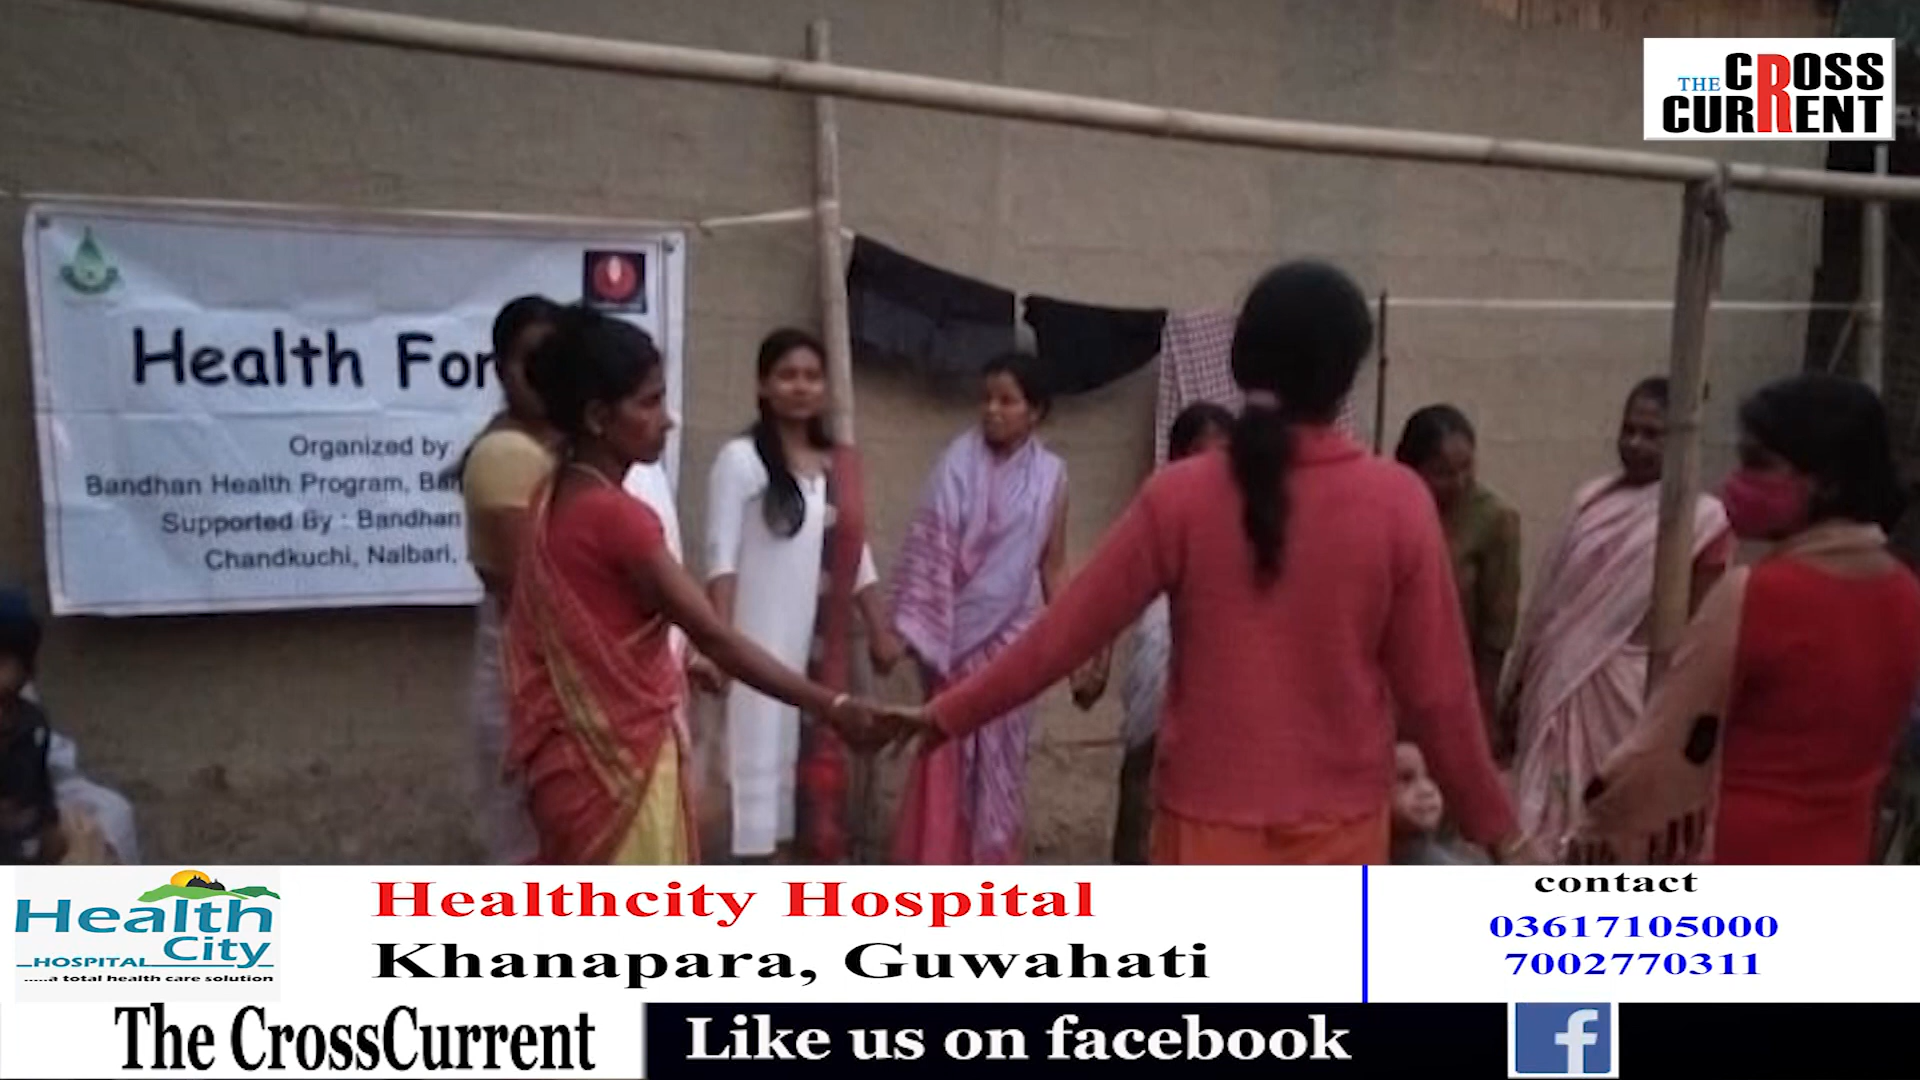 THE CROSS
CURRENT
Health For
Organized by:
Bandhan Health Program,
Supported By : Bandhan
Chandkuchi, Nalbari,
Health
City
HOSPITAL
.....a total health care solution
Healthcity Hospital
Khanapara, Guwahati
contact
03617105000
7002770311
The CrossCurrent
Like us on facebook
f